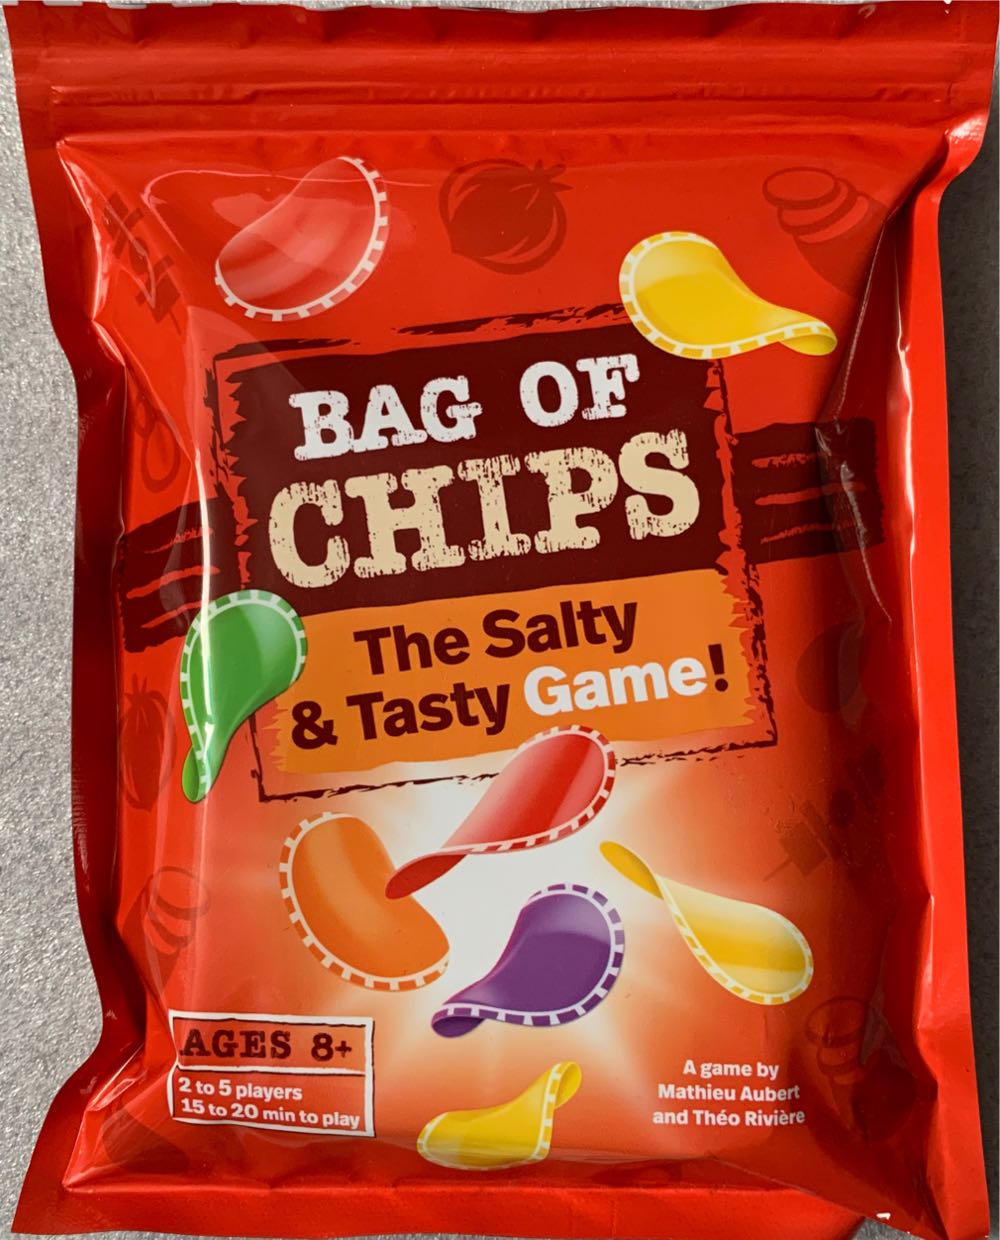 BAG OF
CHIPS
The Salty
& Tasty Game!
AGES 8+
2 to 5 players
15 to 20 min to play
A game by
Mathieu Aubert
and Théo Rivière